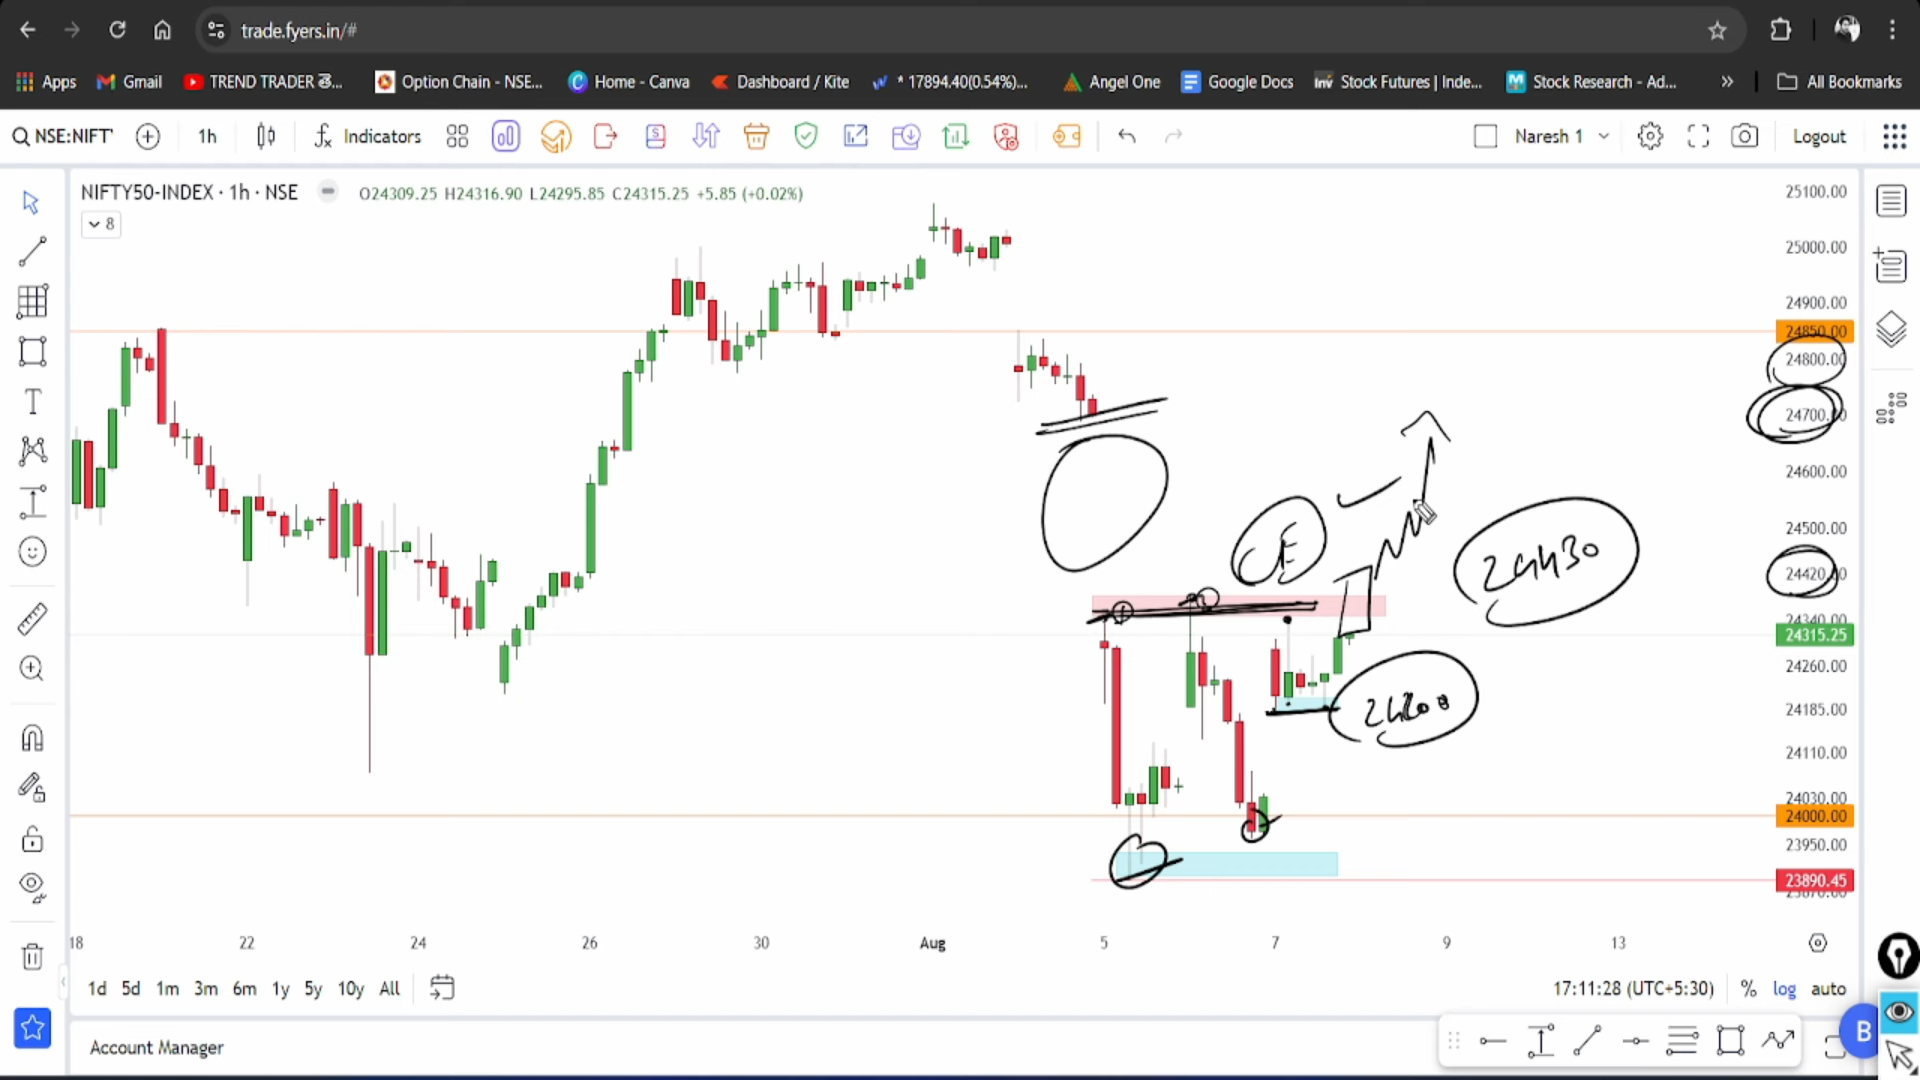 trade.fyers.in/#
Apps Gmail TREND TRADER తె... Option Chain - NSE... Home - Canva Dashboard / Kite * 17894.40(0.54%)... Angel One Google Docs Stock Futures | Inde... Stock Research - Ad... » All Bookmarks
NSE:NIFT' 1h Indicators Naresh 1 Logout
NIFTY50-INDEX · 1h · NSE O24309.25 H24316.90 L24295.85 C24315.25 +5.85 (+0.02%)
8
25100.00
25000.00
24900.00
24850.00
24800.00
24700.
24600.00
24500.00
CE
24430
24420.
24340.00
24315.25
24260.00
24185.00
24110.00
24030.00
24000.00
23950.00
23890.45
18 22 24 26 30 Aug 5 7 9 13
1d 5d 1m 3m 6m 1y 5y 10y All 17:11:28 (UTC+5:30) % log auto
Account Manager
B